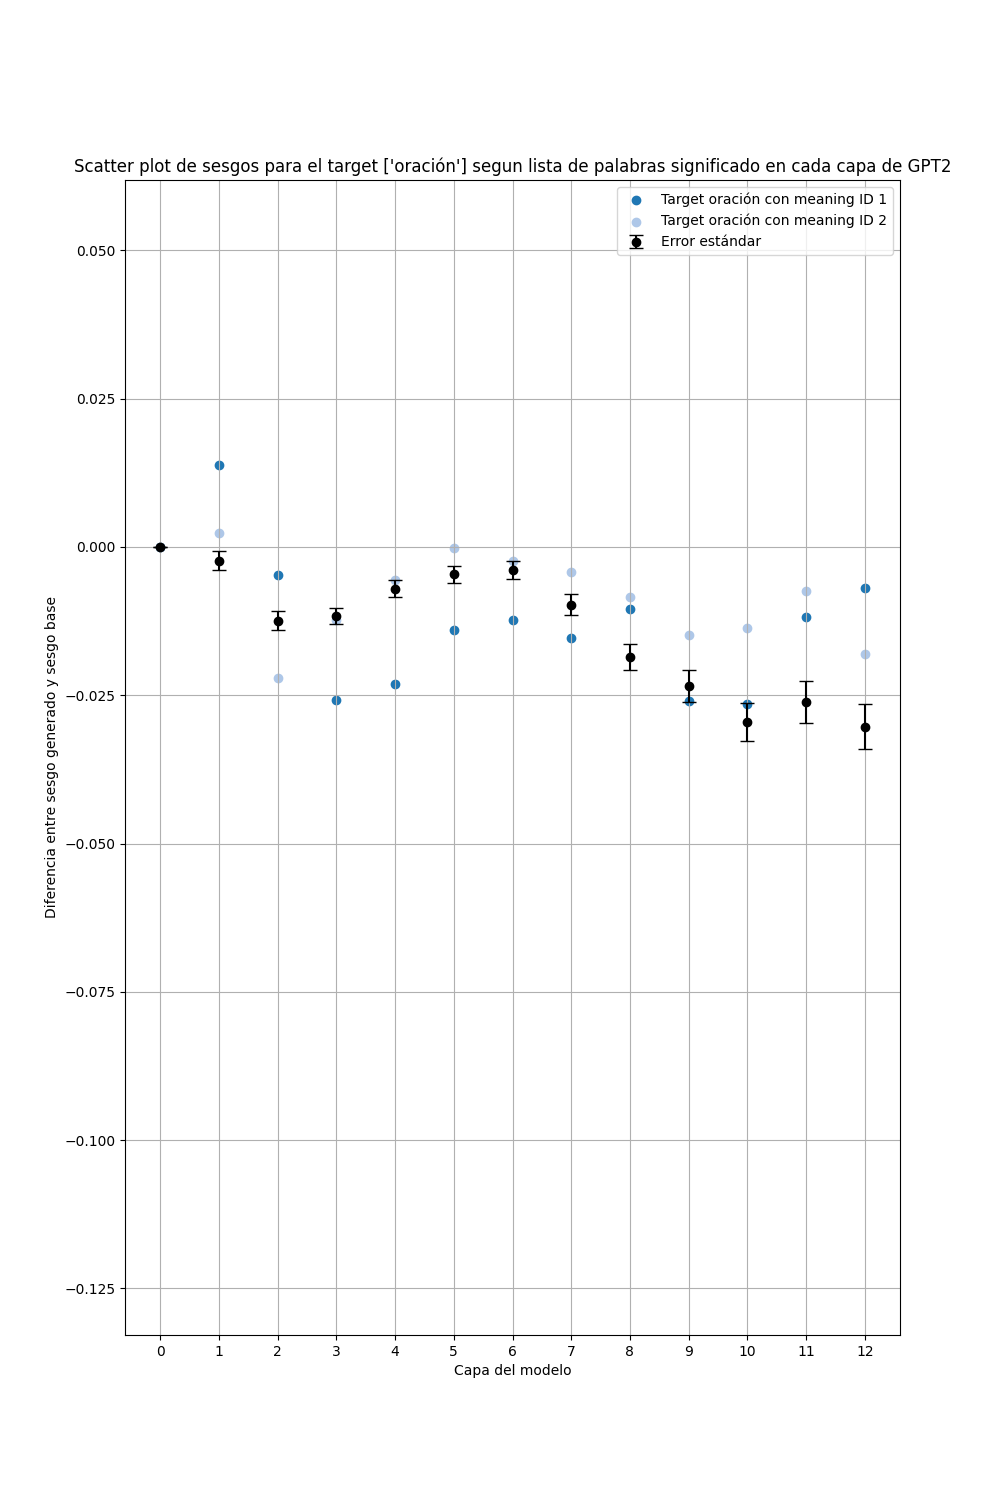 Scatter plot de sesgos para el target ['oración'] segun lista de palabras significado en cada capa de GPT2
Target oración con meaning ID 1
Target oración con meaning ID 2
Error estándar
0.050
0.025
0.000
−0.025
−0.050
−0.075
−0.100
−0.125
Diferencia entre sesgo generado y sesgo base
0 1 2 3 4 5 6 7 8 9 10 11 12
Capa del modelo